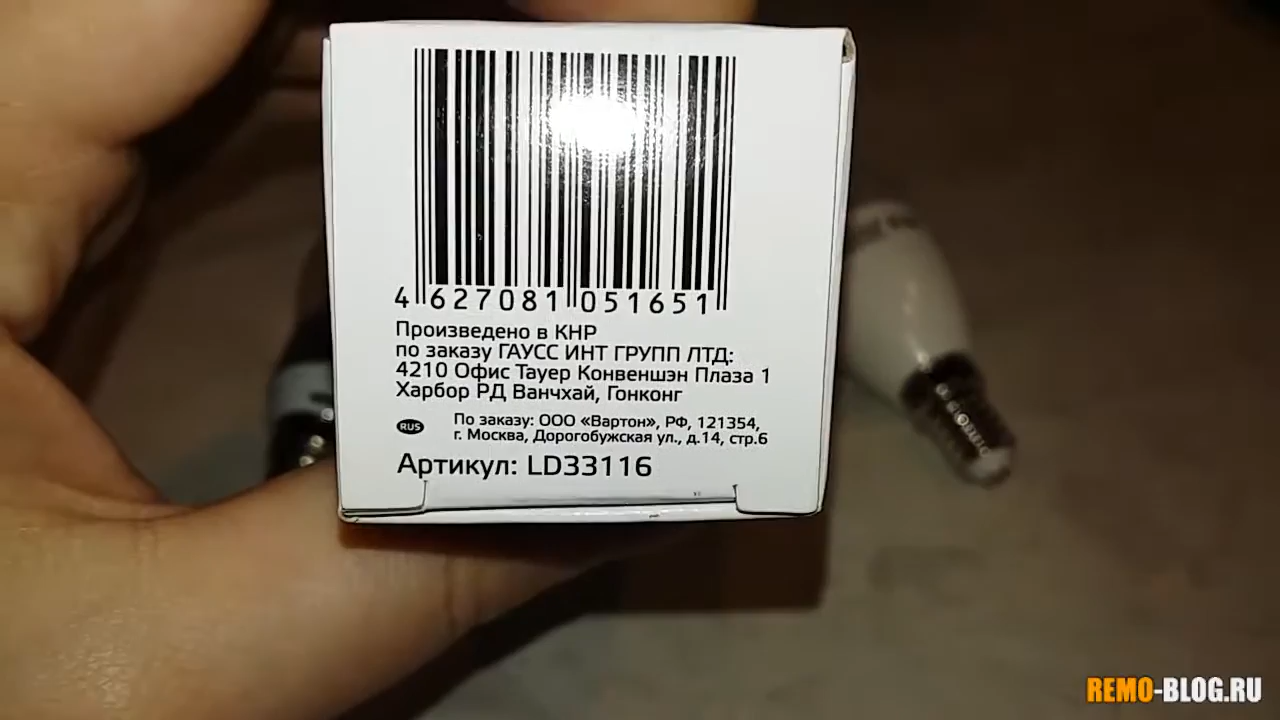 4 627081 051651
Произведено в КНР
по заказу ГАУСС ИНТ ГРУПП ЛТД:
4210 Офис Тауер Конвеншэн Плаза 1
Харбор РД Ванчхай, Гонконг
RUS
По заказу: ООО «Вартон», РФ, 121354,
г. Москва, Дорогобужская ул., д.14, стр.6
Артикул: LD33116
REMO-BLOG.RU